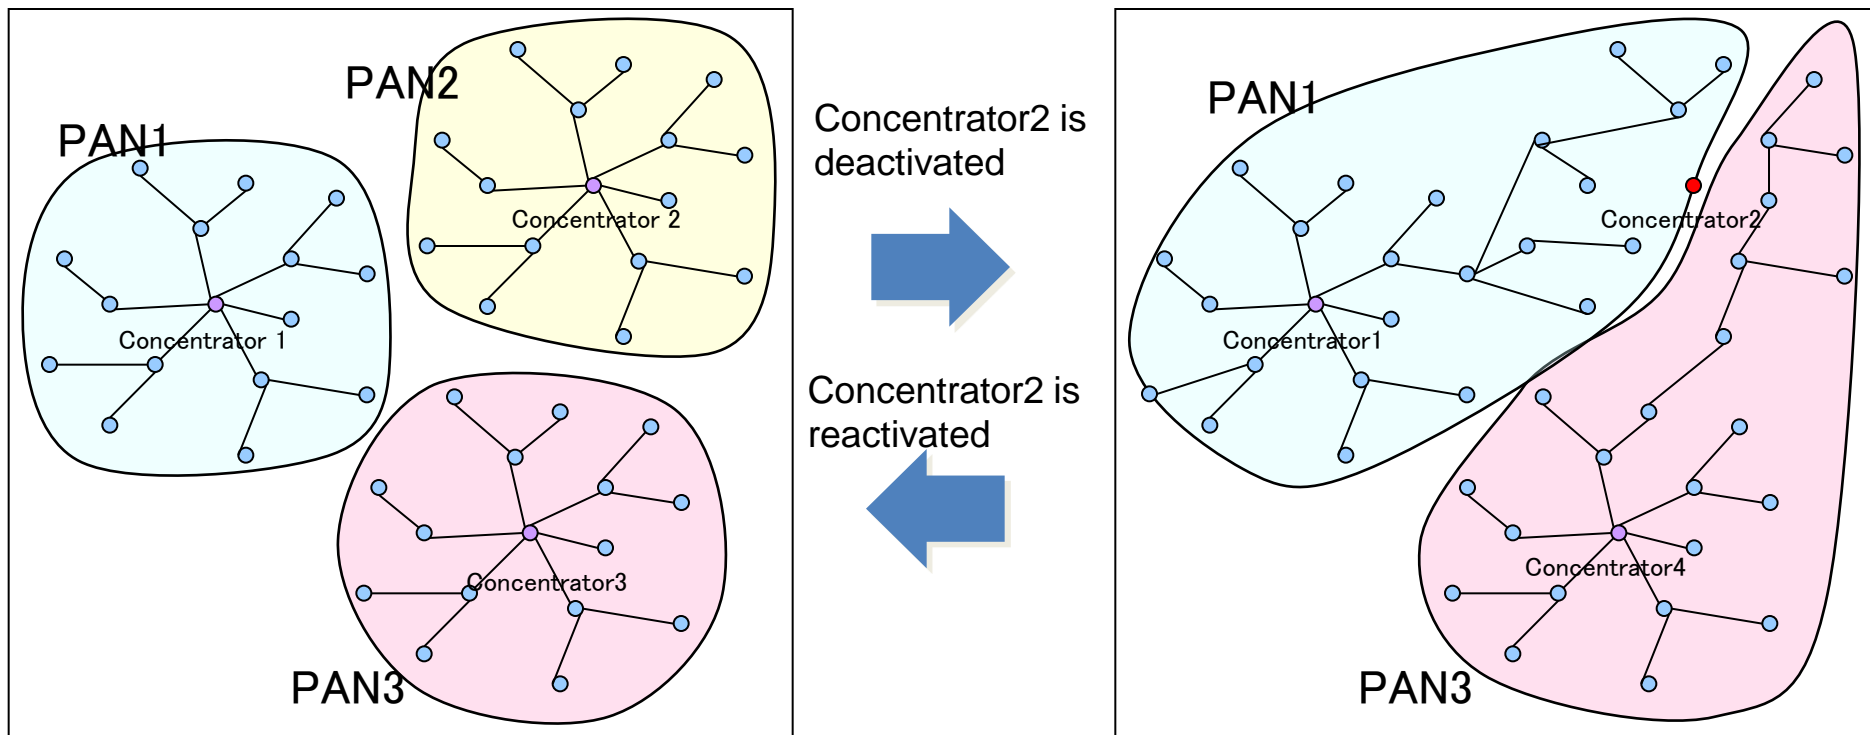 PAN1
PAN2
Concentrator 1
Concentrator 2
Concentrator3
PAN3
Concentrator2 is
deactivated
Concentrator2 is
reactivated
PAN1
Concentrator2
Concentrator1
Concentrator4
PAN3